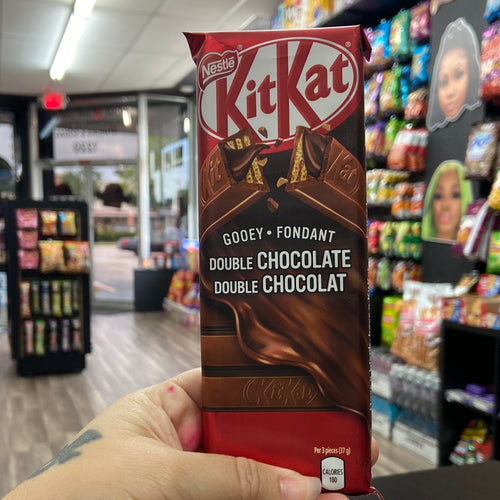 Nestlé
KitKat
GOOEY • FONDANT
DOUBLE CHOCOLATE
DOUBLE CHOCOLAT
KitKat
Per 3 pieces (37 g)
CALORIES
180